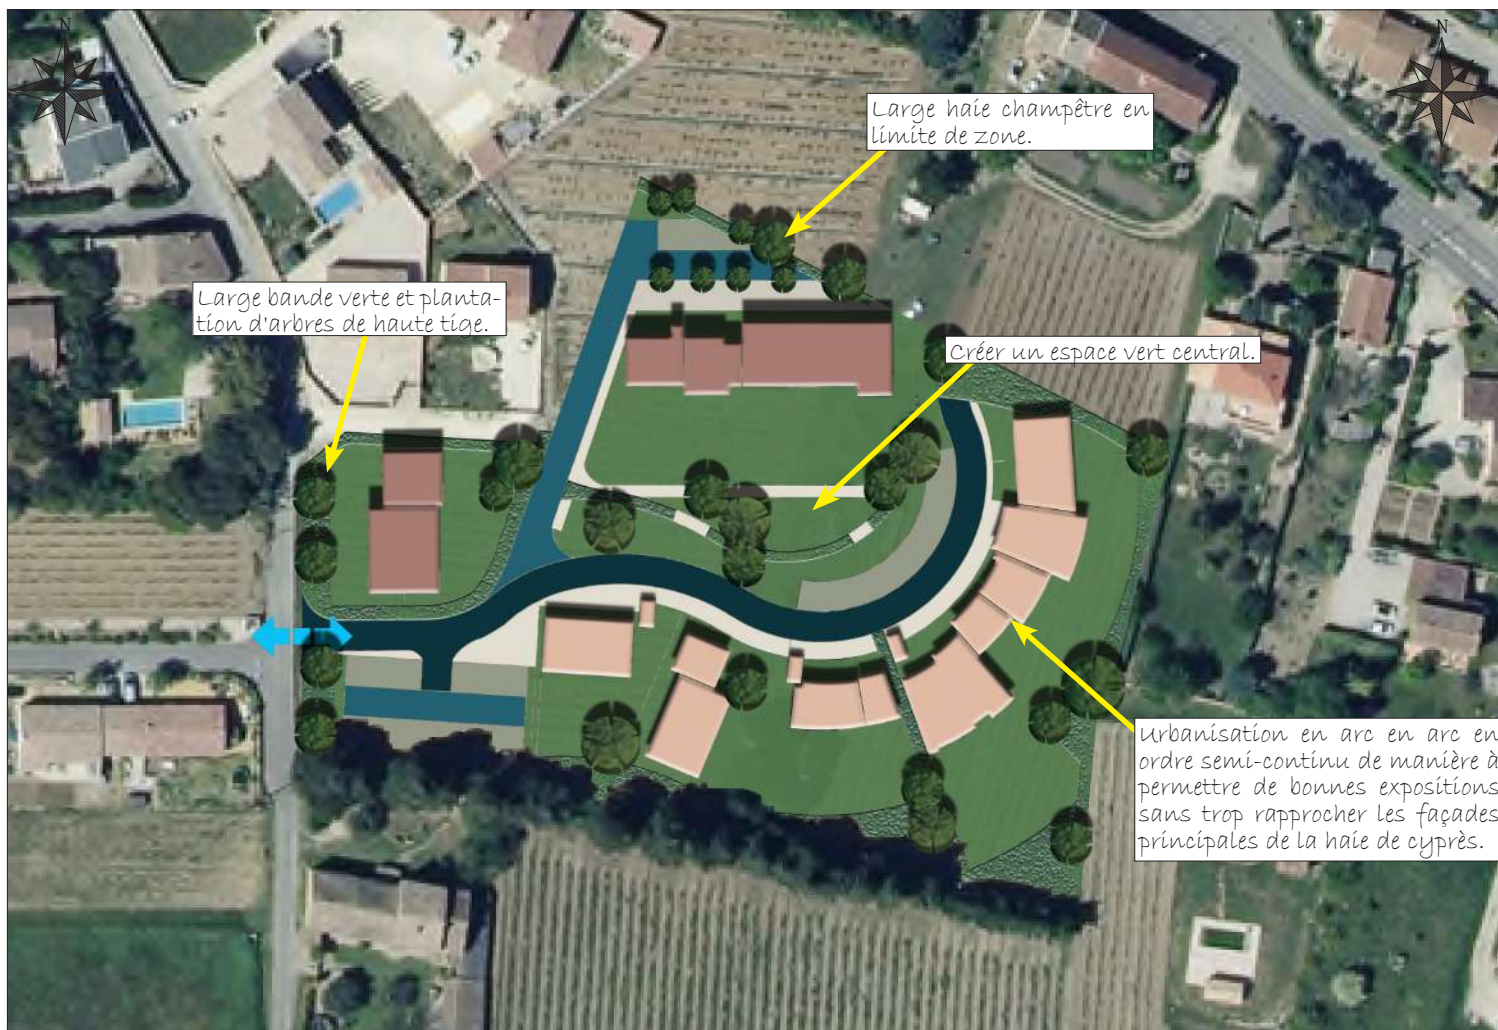 N
N
Large haie champêtre en
limite de zone.
Large bande verte et planta-
tion d'arbres de haute tige.
Créer un espace vert central.
Urbanisation en arc en arc en
ordre semi-continu de manière à
permettre de bonnes expositions
sans trop rapprocher les façades
principales de la haie de cyprès.